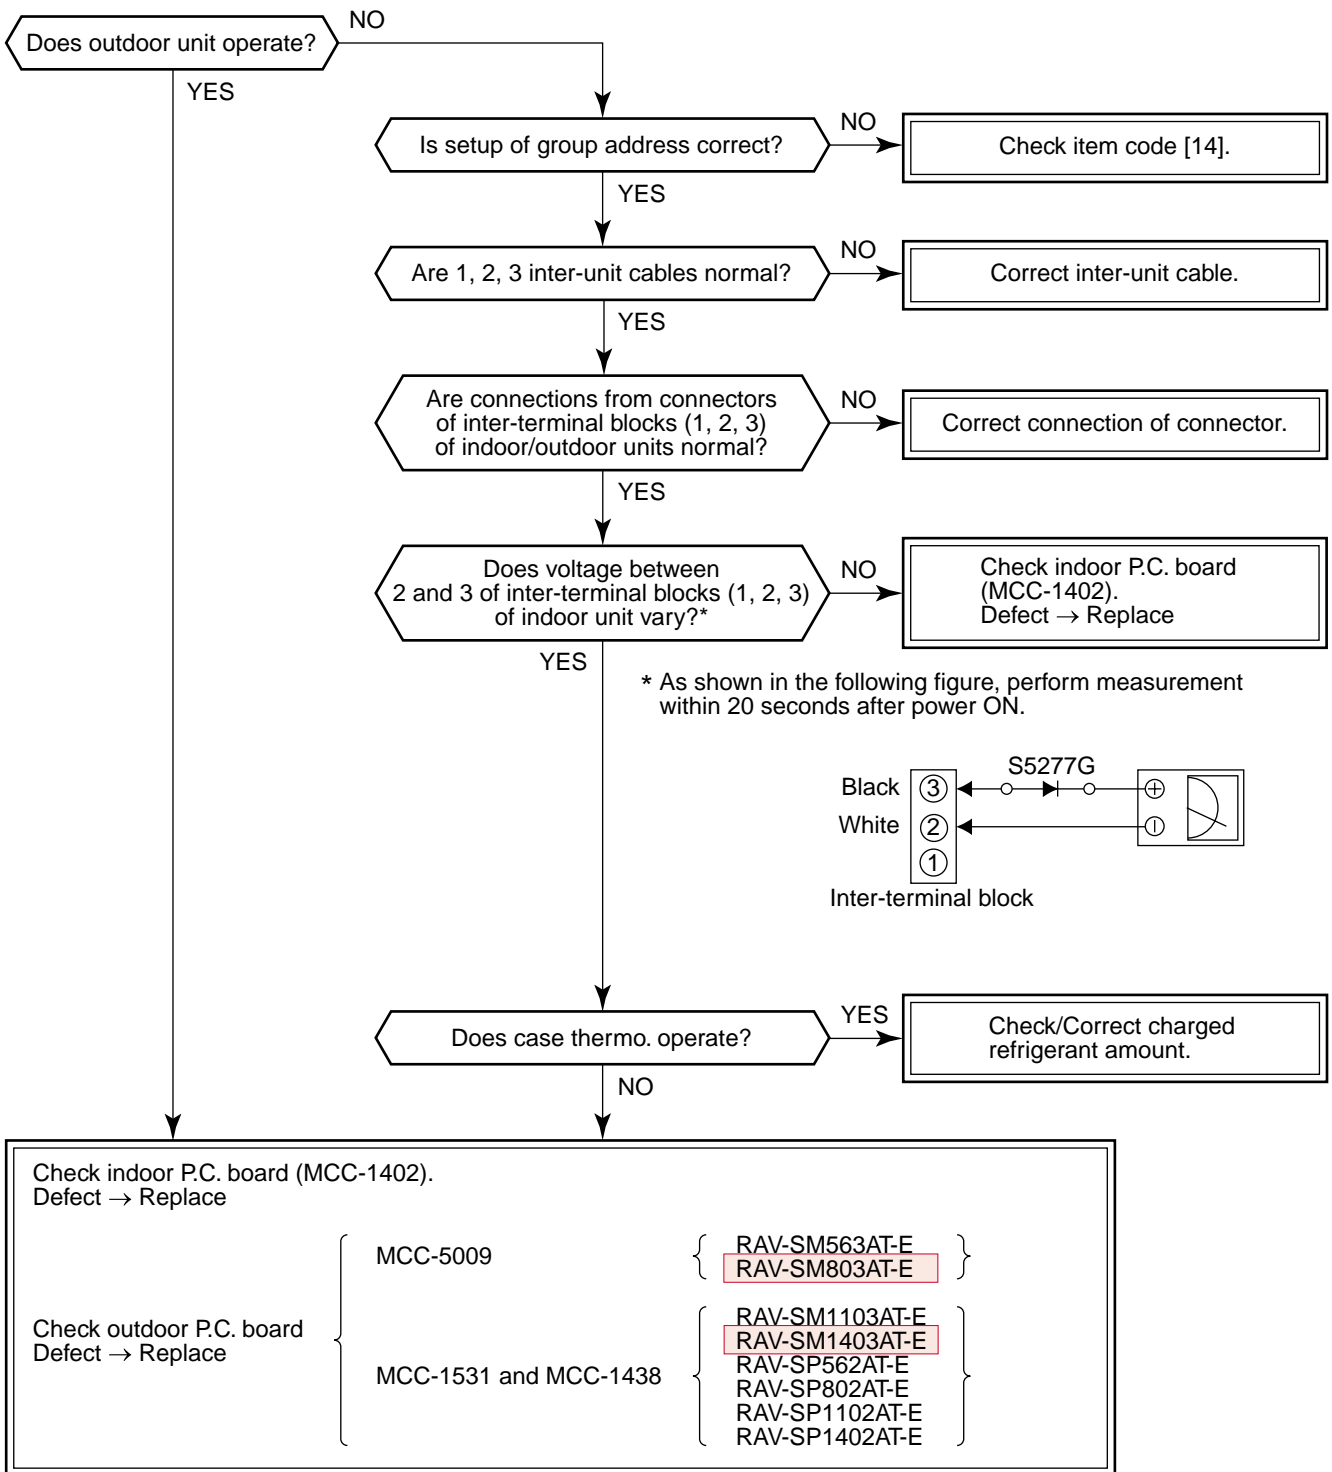 Does outdoor unit operate?
NO
YES
Is setup of group address correct?
NO
Check item code [14].
YES
Are 1, 2, 3 inter-unit cables normal?
NO
Correct inter-unit cable.
YES
Are connections from connectors
of inter-terminal blocks (1, 2, 3)
of indoor/outdoor units normal?
NO
Correct connection of connector.
YES
Does voltage between
2 and 3 of inter-terminal blocks (1, 2, 3)
of indoor unit vary?*
NO
Check indoor P.C. board
(MCC-1402).
Defect → Replace
YES
* As shown in the following figure, perform measurement
within 20 seconds after power ON.
S5277G
Black ③
White ②
①
Inter-terminal block
Does case thermo. operate?
YES
Check/Correct charged
refrigerant amount.
NO
Check indoor P.C. board (MCC-1402).
Defect → Replace
Check outdoor P.C. board
Defect → Replace
MCC-5009
RAV-SM563AT-E
RAV-SM803AT-E
MCC-1531 and MCC-1438
RAV-SM1103AT-E
RAV-SM1403AT-E
RAV-SP562AT-E
RAV-SP802AT-E
RAV-SP1102AT-E
RAV-SP1402AT-E